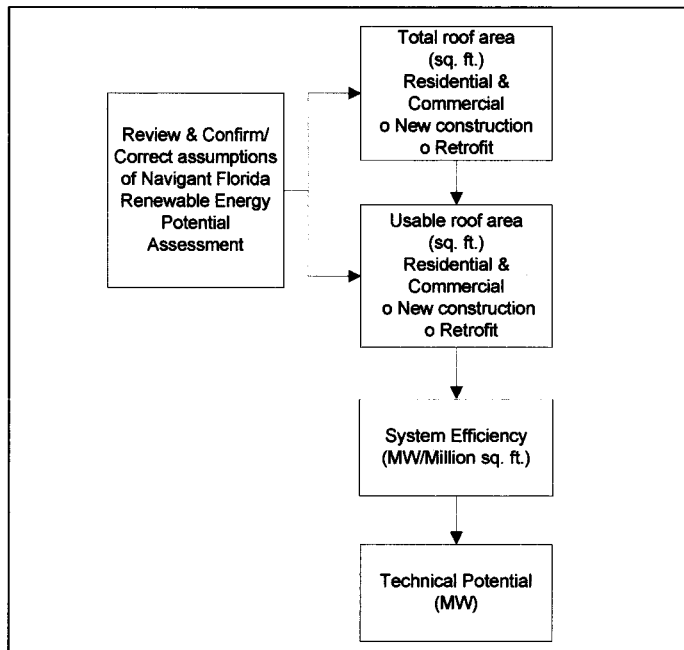 Total roof area
(sq. ft.)
Residential &
Commercial
o New construction
o Retrofit
Review & Confirm/
Correct assumptions
of Navigant Florida
Renewable Energy
Potential
Assessment
Usable roof area
(sq. ft.)
Residential &
Commercial
o New construction
o Retrofit
System Efficiency
(MW/Million sq. ft.)
Technical Potential
(MW)